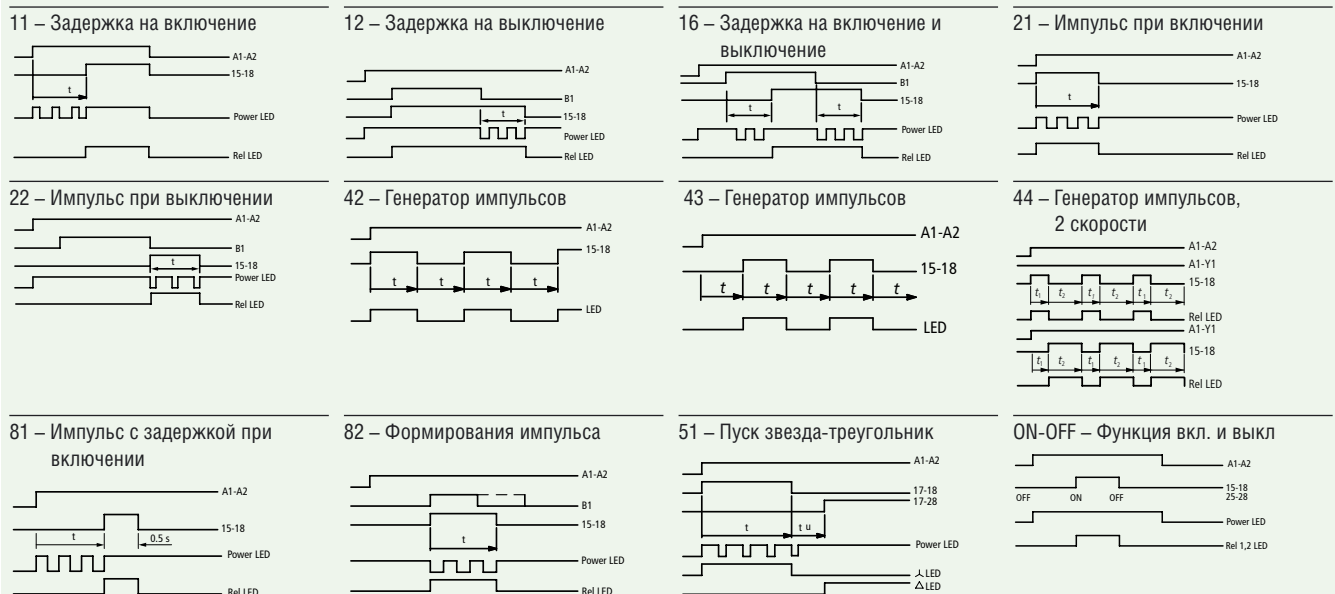 11 – Задержка на включение
A1-A2
15-18
t
Power LED
Rel LED
12 – Задержка на выключение
A1-A2
B1
15-18
t
Power LED
Rel LED
16 – Задержка на включение и
выключение
A1-A2
B1
15-18
t
t
Power LED
Rel LED
21 – Импульс при включении
A1-A2
15-18
t
Power LED
Rel LED
22 – Импульс при выключении
A1-A2
B1
t
15-18
Power LED
Rel LED
42 – Генератор импульсов
A1-A2
15-18
t t t t
LED
43 – Генератор импульсов
A1-A2
15-18
t t t t t
LED
44 – Генератор импульсов,
2 скорости
A1-A2
A1-Y1
15-18
t1 t2 t1 t2 t1 t2
Rel LED
A1-Y1
15-18
t1 t2 t1 t2 t1 t2
Rel LED
81 – Импульс с задержкой при
включении
A1-A2
15-18
t 0.5 s
Power LED
Rel LED
82 – Формирования импульса
A1-A2
B1
15-18
t
Power LED
Rel LED
51 – Пуск звезда-треугольник
A1-A2
17-18
17-28
t t u
Power LED
LED
LED
ON-OFF – Функция вкл. и выкл
A1-A2
15-18
25-28
OFF ON OFF
Power LED
Rel 1,2 LED